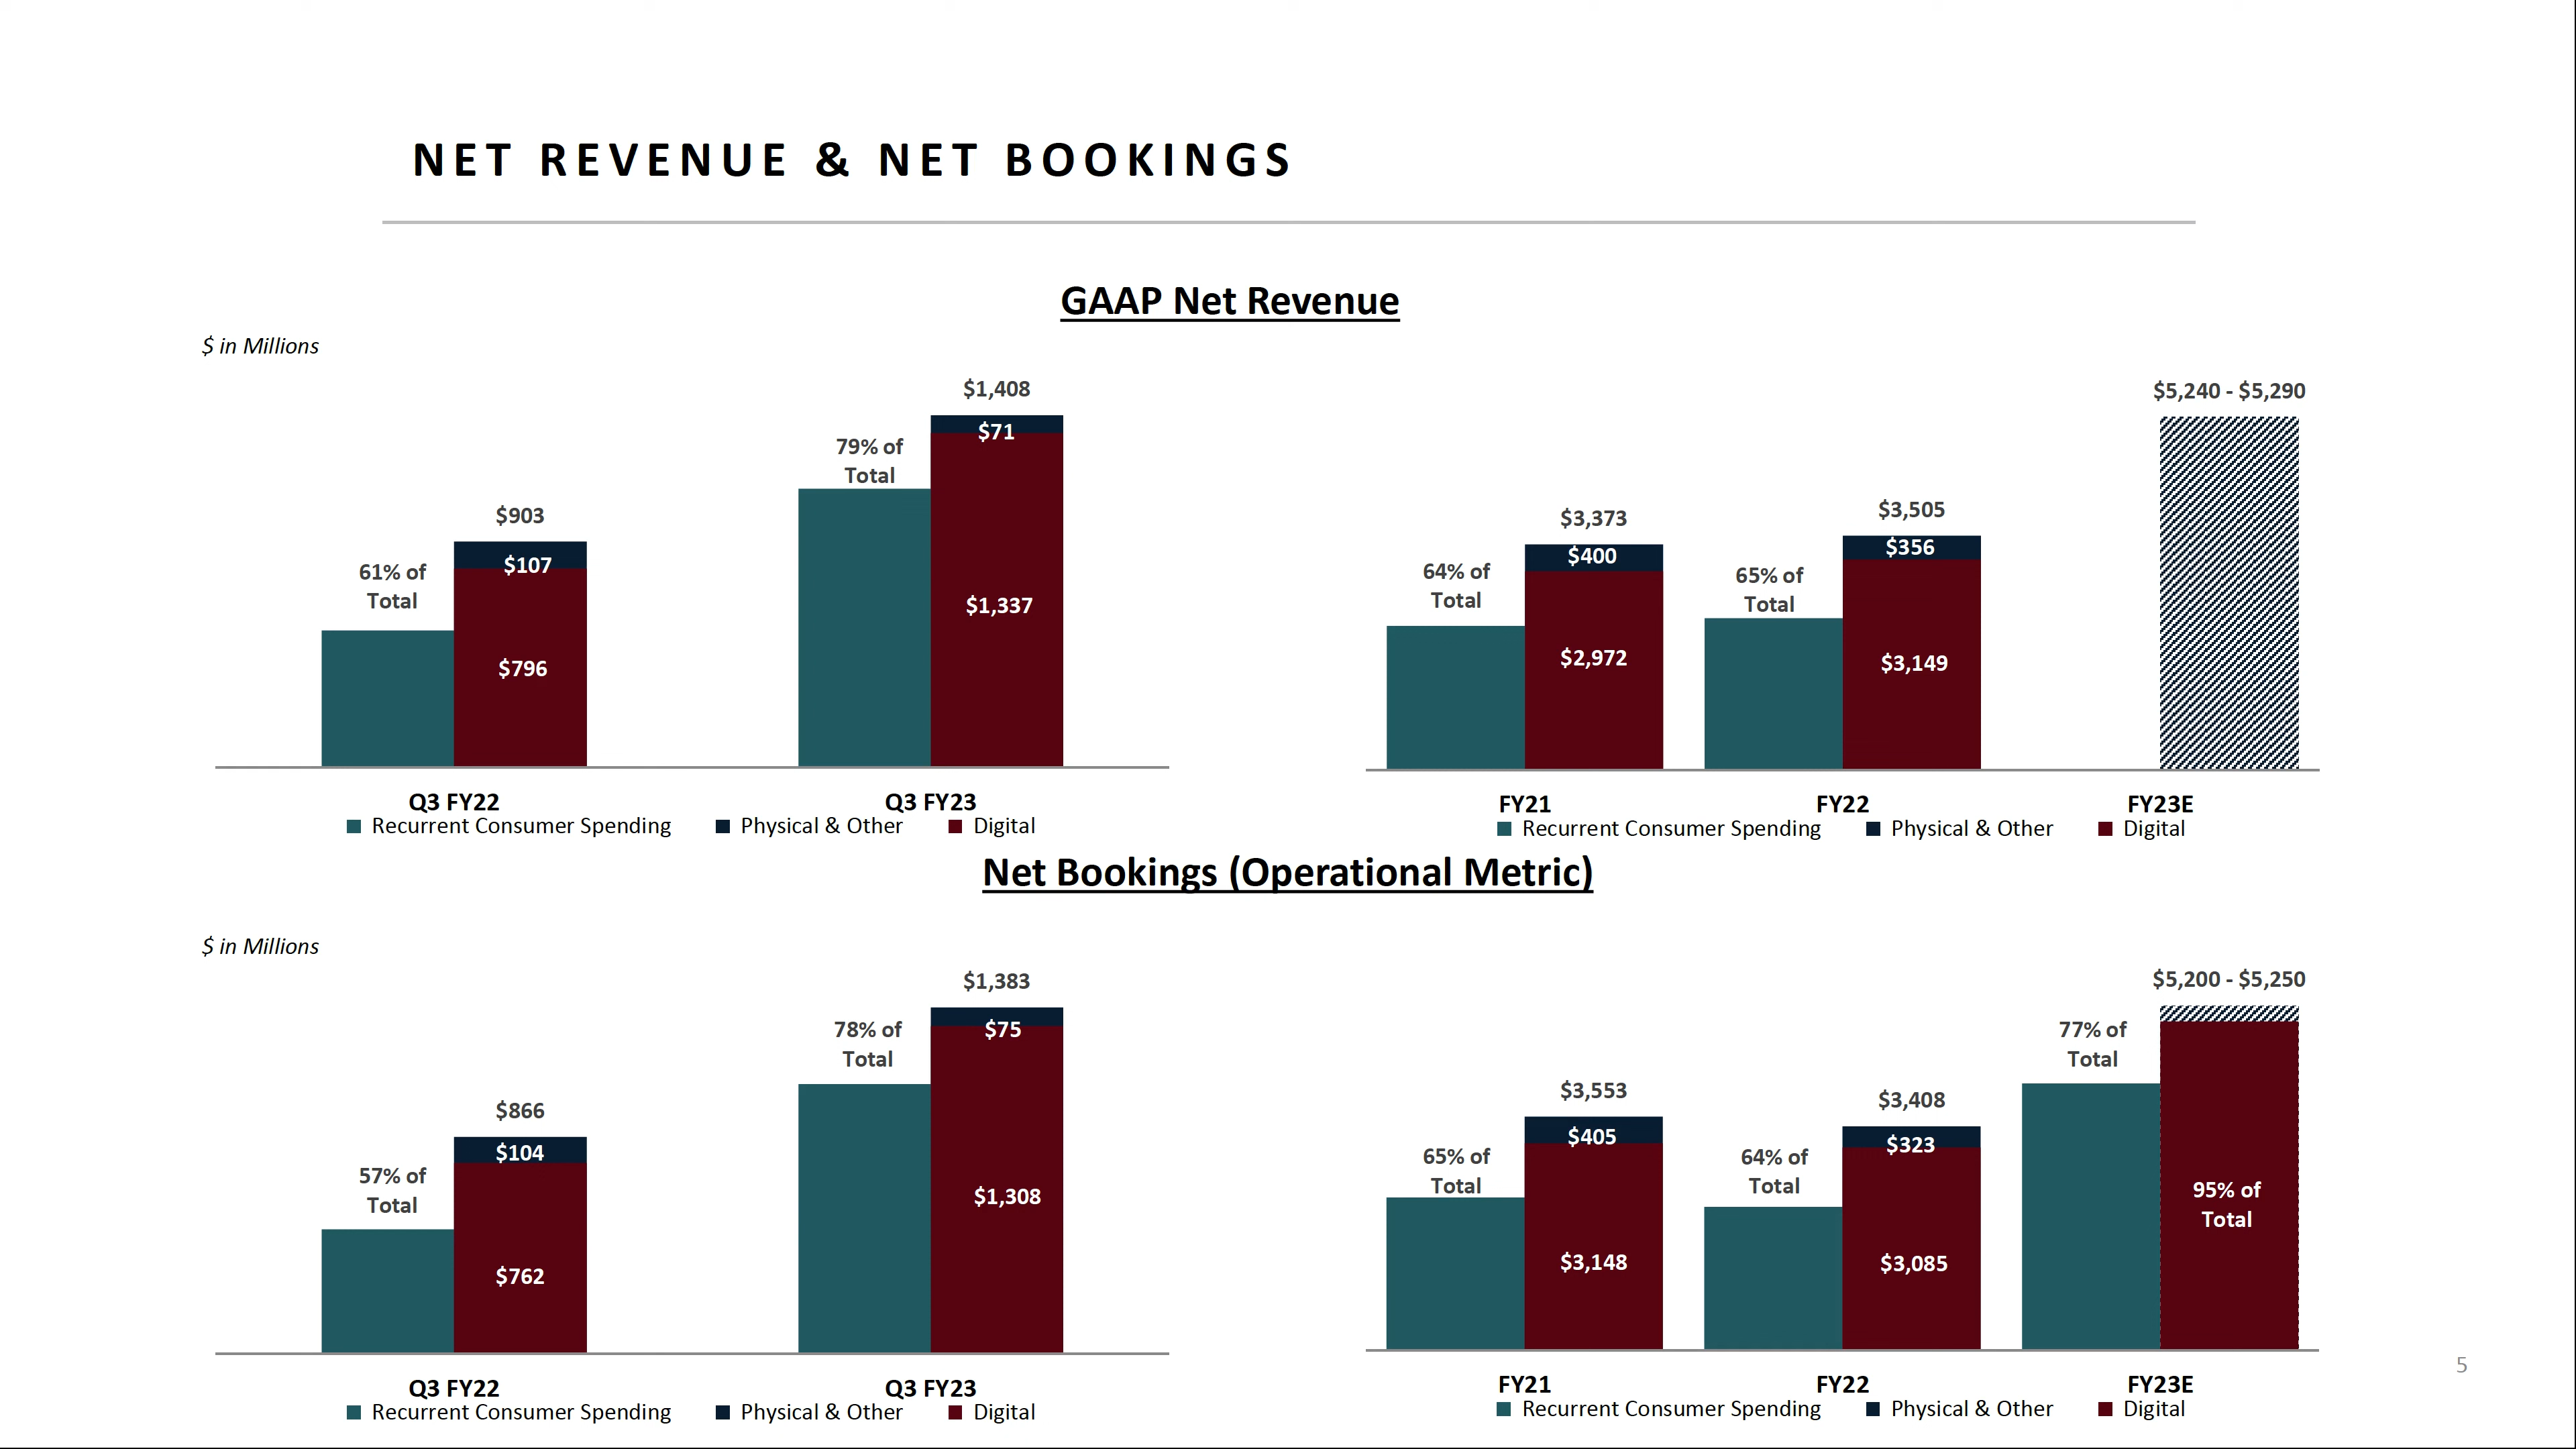 NET REVENUE & NET BOOKINGS
GAAP Net Revenue
$ in Millions
61% of
Total
$903
$107
$796
79% of
Total
$1,408
$71
$1,337
Q3 FY22
Q3 FY23
Recurrent Consumer Spending
Physical & Other
Digital
64% of
Total
$3,373
$400
$2,972
65% of
Total
$3,505
$356
$3,149
$5,240 - $5,290
FY21
FY22
FY23E
Recurrent Consumer Spending
Physical & Other
Digital
Net Bookings (Operational Metric)
$ in Millions
57% of
Total
$866
$104
$762
78% of
Total
$1,383
$75
$1,308
Q3 FY22
Q3 FY23
Recurrent Consumer Spending
Physical & Other
Digital
65% of
Total
$3,553
$405
$3,148
64% of
Total
$3,408
$323
$3,085
77% of
Total
$5,200 - $5,250
95% of
Total
FY21
FY22
FY23E
Recurrent Consumer Spending
Physical & Other
Digital
5